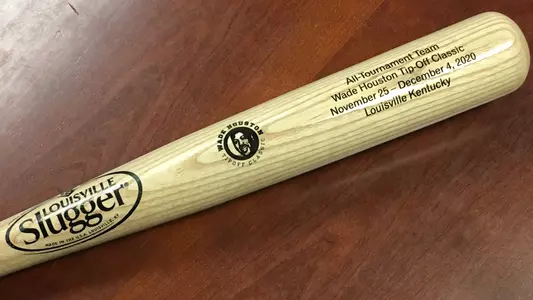 LOUISVILLE
Slugger®
MADE IN THE U.S.A. LOUISVILLE, KY
WADE HOUSTON
TIPOFF CLASSIC
All-Tournament Team
Wade Houston Tip-Off Classic
November 25 – December 4, 2020
Louisville Kentucky